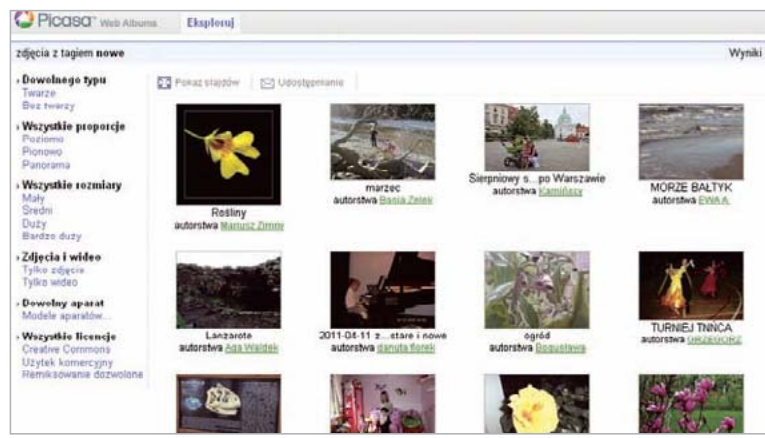 Picasa™ Web Albums
Eksploruj
zdjęcia z tagiem nowe
Wyniki
› Dowolnego typu
Twarze
Bez twarzy
› Wszystkie proporcje
Poziomo
Pionowo
Panorama
› Wszystkie rozmiary
Mały
Średni
Duży
Bardzo duży
› Zdjęcia i wideo
Tylko zdjęcia
Tylko wideo
› Dowolny aparat
Modele aparatów...
› Wszystkie licencje
Creative Commons
Użytek komercyjny
Remiksowanie dozwolone
Pokaz slajdów
Udostępnianie
Rośliny
autorstwa Mariusz Zimny
marzec
autorstwa Basia Zelek
Sierpniowy s...po Warszawie
autorstwa Kamińscy
MORZE BAŁTYK
autorstwa EWA A.
Lanzarote
autorstwa Aga Waldek
2011-04-11 z...stare i nowe
autorstwa danuta florek
ogród
autorstwa Bogusława
TURNIEJ TNNCA
autorstwa GRZEGORZ